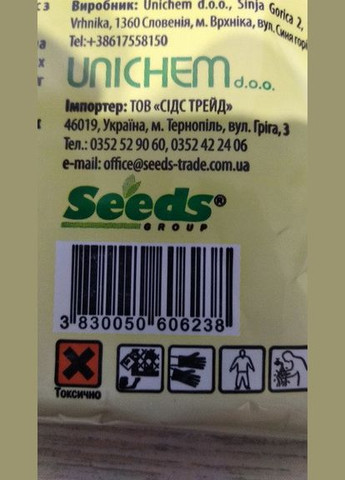 с з
Виробник: Unichem d.o.o., Sinja Gorica 2,
Vrhnika, 1360 Словенія, м. Врхніка, вул. Синя горі
Tel:+38617558150
UNICHEM d.o.o.
Імпортер: ТОВ «СІДС ТРЕЙД»
46019, Україна, м. Тернопіль, вул. Гріга, 3
Тел.: 0352 52 90 60, 0352 42 24 06
e-mail: office@seeds-trade.com.ua
Seeds®
GROUP
3 830050 606238
Токсично